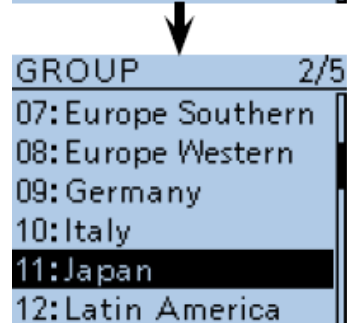 GROUP 2/5
07:Europe Southern
08:Europe Western
09:Germany
10:Italy
11:Japan
12:Latin America